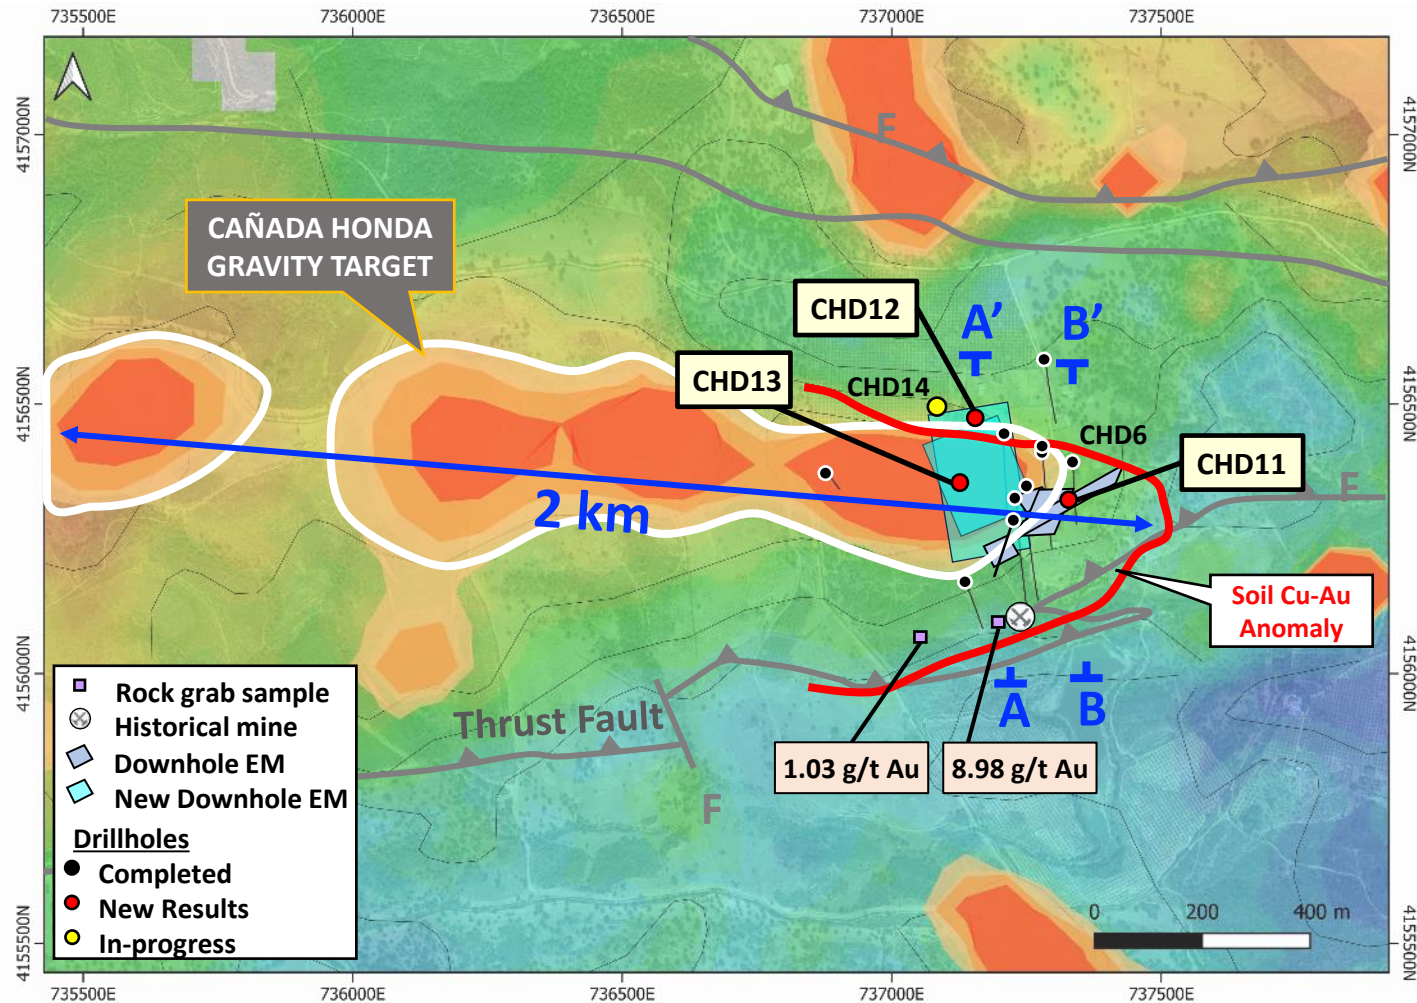 735500E 736000E 736500E 737000E 737500E
4157000N
4156500N
4156000N
4155500N
4157000N
4156500N
4156000N
4155500N
F
CAÑADA HONDA
GRAVITY TARGET
CHD12
A’
B’
CHD13
CHD14
CHD6
CHD11
F
2 km
Soil Cu-Au
Anomaly
Thrust Fault
A
B
F
1.03 g/t Au
8.98 g/t Au
Rock grab sample
Historical mine
Downhole EM
New Downhole EM
Drillholes
Completed
New Results
In-progress
0 200 400 m
735500E 736000E 736500E 737000E 737500E